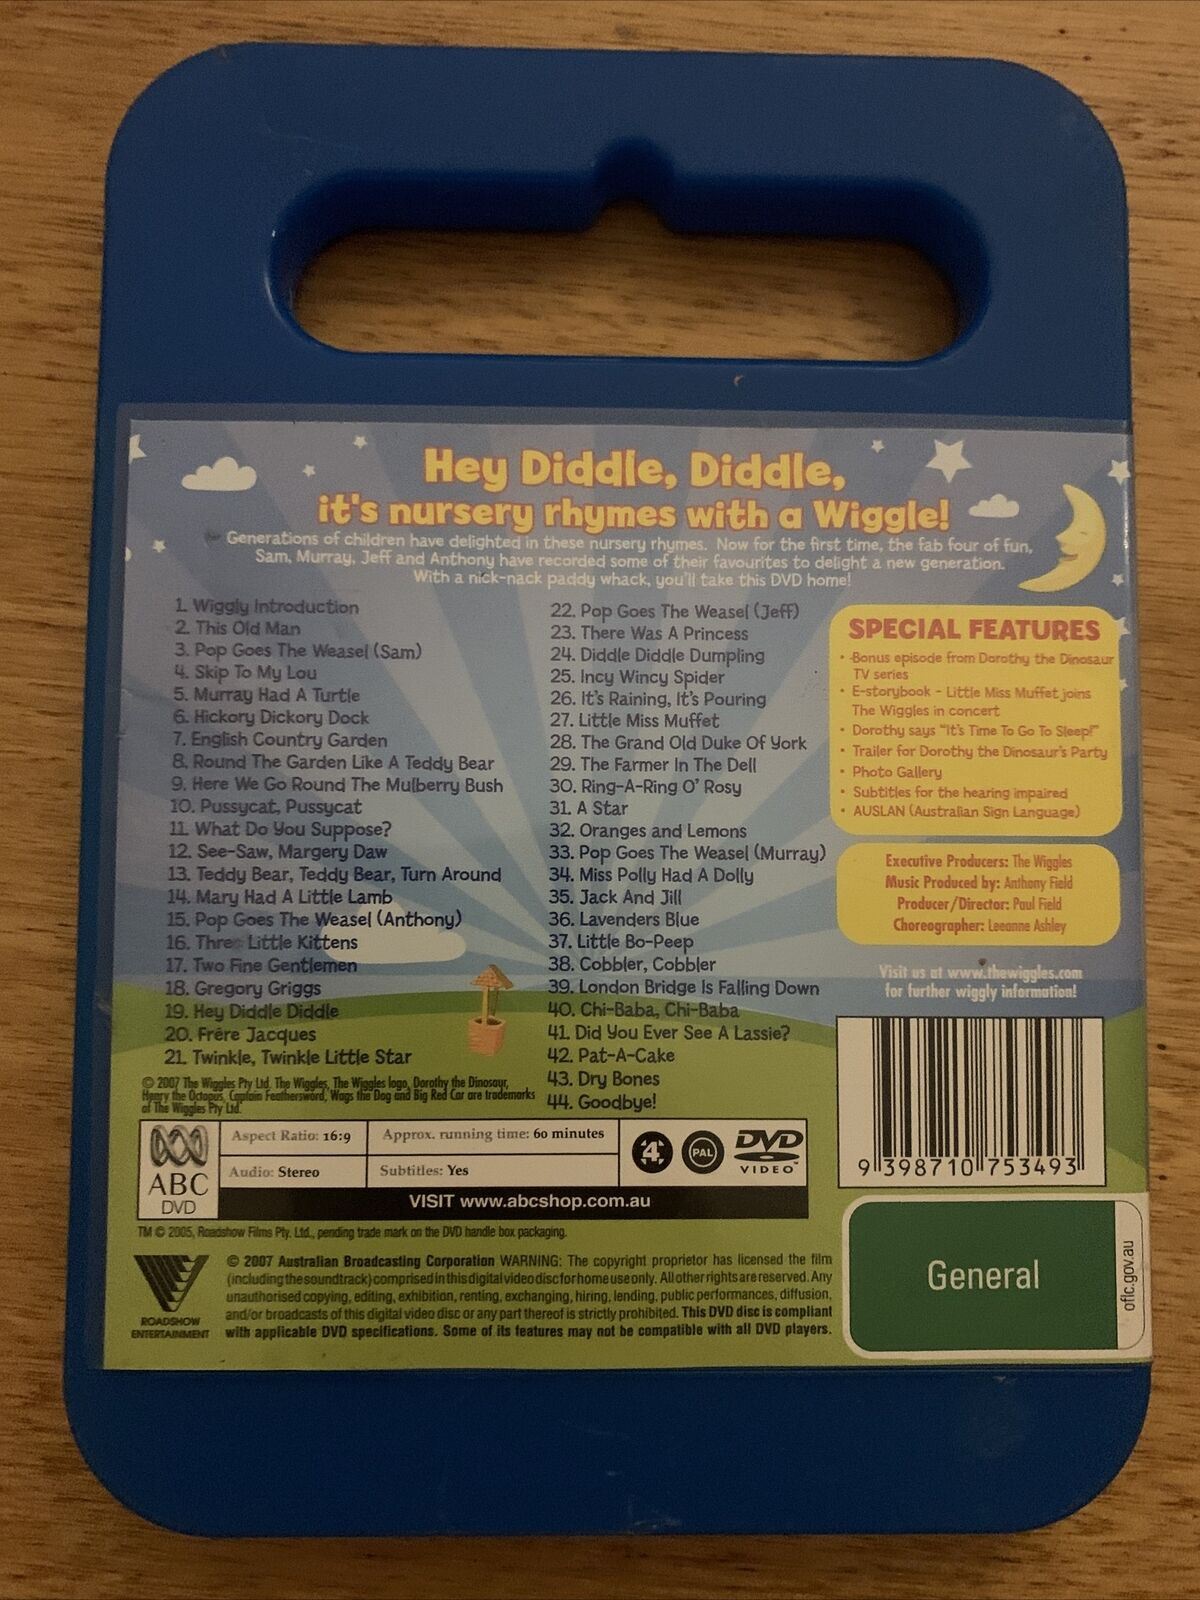 Hey Diddle, Diddle,
it's nursery rhymes with a Wiggle!
Generations of children have delighted in these nursery rhymes. Now for the first time, the fab four of fun,
Sam, Murray, Jeff and Anthony have recorded some of their favourites to delight a new generation.
With a nick-nack paddy whack, you'll take this DVD home!
1. Wiggly Introduction
2. This Old Man
3. Pop Goes The Weasel (Sam)
4. Skip To My Lou
5. Murray Had A Turtle
6. Hickory Dickory Dock
7. English Country Garden
8. Round The Garden Like A Teddy Bear
9. Here We Go Round The Mulberry Bush
10. Pussycat, Pussycat
11. What Do You Suppose?
12. See-Saw, Margery Daw
13. Teddy Bear, Teddy Bear, Turn Around
14. Mary Had A Little Lamb
15. Pop Goes The Weasel (Anthony)
16. Three Little Kittens
17. Two Fine Gentlemen
18. Gregory Griggs
19. Hey Diddle Diddle
20. Frére Jacques
21. Twinkle, Twinkle Little Star
22. Pop Goes The Weasel (Jeff)
23. There Was A Princess
24. Diddle Diddle Dumpling
25. Incy Wincy Spider
26. It's Raining, It's Pouring
27. Little Miss Muffet
28. The Grand Old Duke Of York
29. The Farmer In The Dell
30. Ring-A-Ring O' Rosy
31. A Star
32. Oranges and Lemons
33. Pop Goes The Weasel (Murray)
34. Miss Polly Had A Dolly
35. Jack And Jill
36. Lavenders Blue
37. Little Bo-Peep
38. Cobbler, Cobbler
39. London Bridge Is Falling Down
40. Chi-Baba, Chi-Baba
41. Did You Ever See A Lassie?
42. Pat-A-Cake
43. Dry Bones
44. Goodbye!
SPECIAL FEATURES
• Bonus episode from Dorothy the Dinosaur
TV series
• E-storybook - Little Miss Muffet joins
The Wiggles in concert
• Dorothy says "It's Time To Go To Sleep!"
• Trailer for Dorothy the Dinosaur's Party
• Photo Gallery
• Subtitles for the hearing impaired
• AUSLAN (Australian Sign Language)
Executive Producers: The Wiggles
Music Produced by: Anthony Field
Producer/Director: Paul Field
Choreographer: Leeanne Ashley
Visit us at www.thewiggles.com
for further wiggly information!
© 2007 The Wiggles Pty Ltd. The Wiggles, The Wiggles logo, Dorothy the Dinosaur,
Henry the Octopus, Captain Feathersword, Wags the Dog and Big Red Car are trademarks
of The Wiggles Pty Ltd.
ABC
DVD
Aspect Ratio: 16:9
Approx. running time: 60 minutes
Audio: Stereo
Subtitles: Yes
4
PAL
DVD
VIDEO™
VISIT www.abcshop.com.au
9 398710 753493
TM © 2005, Roadshow Films Pty. Ltd., pending trade mark on the DVD handle box packaging.
ROADSHOW
ENTERTAINMENT
© 2007 Australian Broadcasting Corporation WARNING: The copyright proprietor has licensed the film
(including the soundtrack) comprised in this digital video disc for home use only. All other rights are reserved. Any
unauthorised copying, editing, exhibition, renting, exchanging, hiring, lending, public performances, diffusion,
and/or broadcasts of this digital video disc or any part thereof is strictly prohibited. This DVD disc is compliant
with applicable DVD specifications. Some of its features may not be compatible with all DVD players.
General
oflc.gov.au